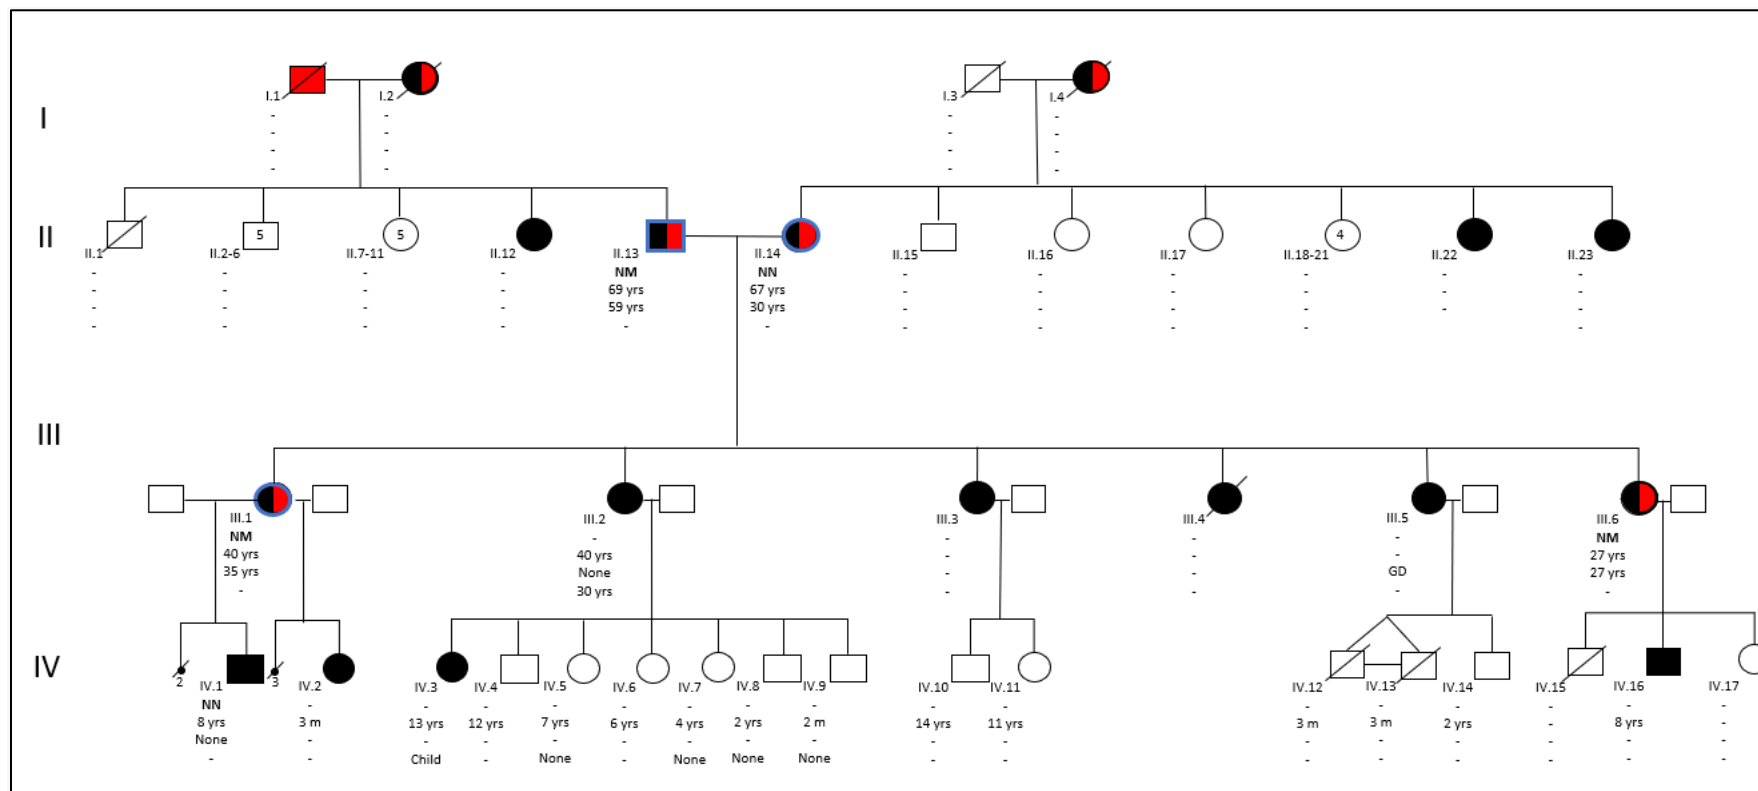 I
I.1 I.2 I.3 I.4
- - - -
- - - -
- - - -
- - - -
II
5 5 4
II.1 II.2-6 II.7-11 II.12 II.13 II.14 II.15 II.16 II.17 II.18-21 II.22 II.23
- - - - NM NN - - - - - -
- - - - 69 yrs 67 yrs - - - - - -
- - - - 59 yrs 30 yrs - - - - - -
- - - - - - - - - - -
III
III.1 III.2 III.3 III.4 III.5 III.6
NM - - - - NM
40 yrs 40 yrs - - - 27 yrs
35 yrs None - - GD 27 yrs
- 30 yrs - - - -
IV
2 3
IV.1 IV.2 IV.3 IV.4 IV.5 IV.6 IV.7 IV.8 IV.9 IV.10 IV.11 IV.12 IV.13 IV.14 IV.15 IV.16 IV.17
NN - - - - - - - - - - - - - - - -
8 yrs 3 m 13 yrs 12 yrs 7 yrs 6 yrs 4 yrs 2 yrs 2 m 14 yrs 11 yrs 3 m 3 m 2 yrs - 8 yrs -
None - - - - - - - - - - - - - - - -
- - Child - None - None None None - - - - - - - -